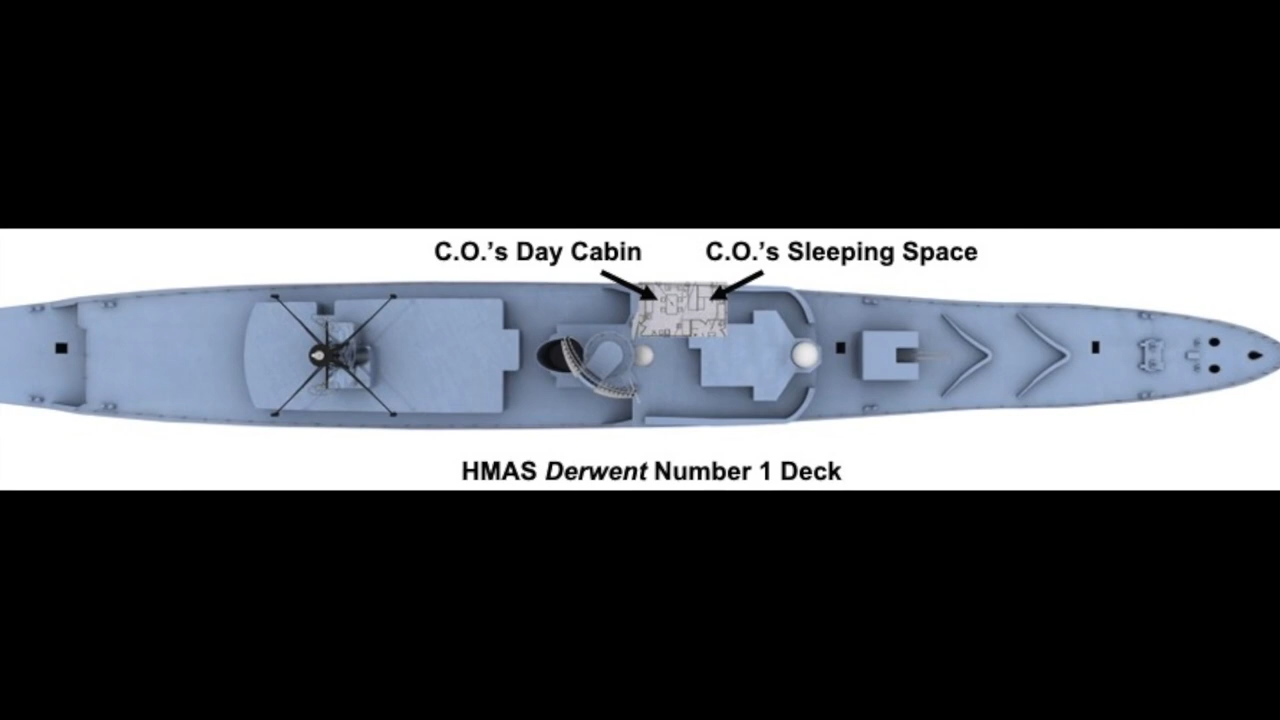 C.O.’s Day Cabin
C.O.’s Sleeping Space
HMAS Derwent Number 1 Deck